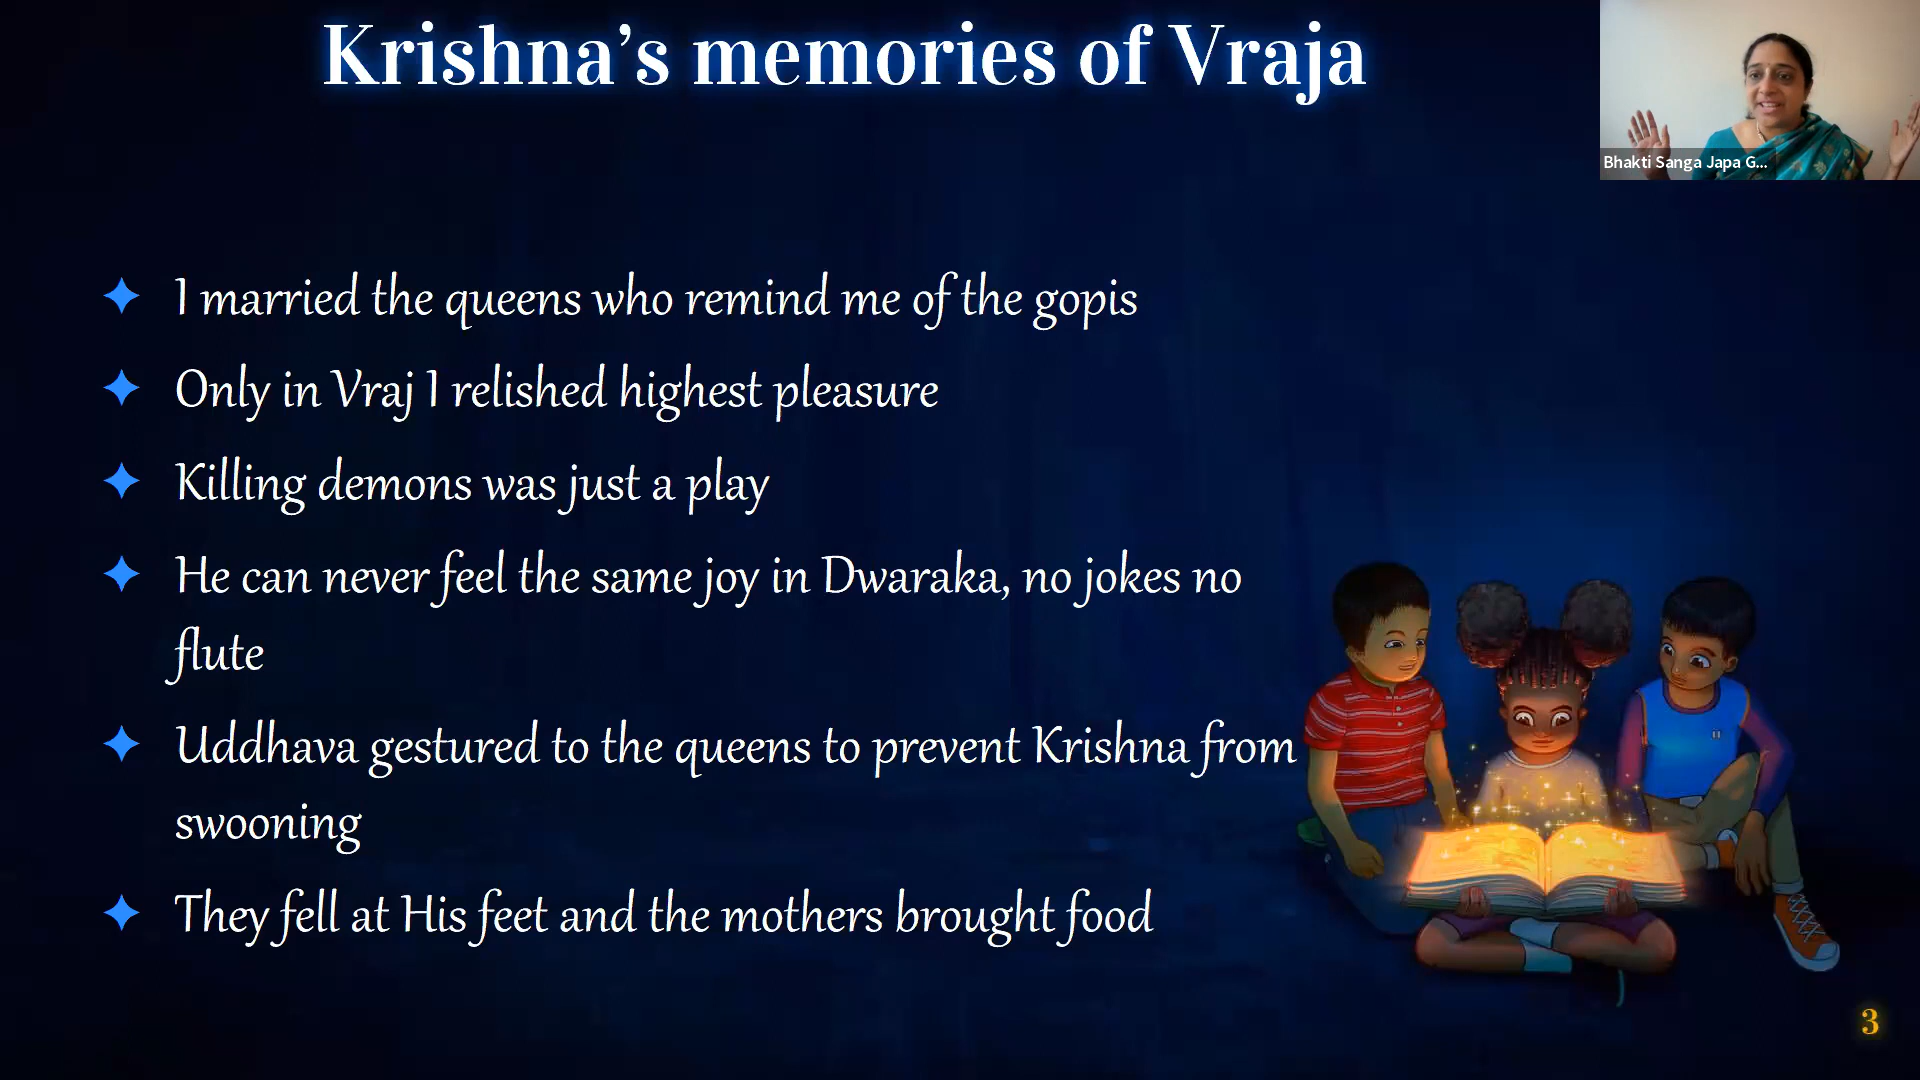 Krishna’s memories of Vraja
Bhakti Sanga Japa G...
I married the queens who remind me of the gopis
Only in Vraj I relished highest pleasure
Killing demons was just a play
He can never feel the same joy in Dwaraka, no jokes no
flute
Uddhava gestured to the queens to prevent Krishna from
swooning
They fell at His feet and the mothers brought food
3